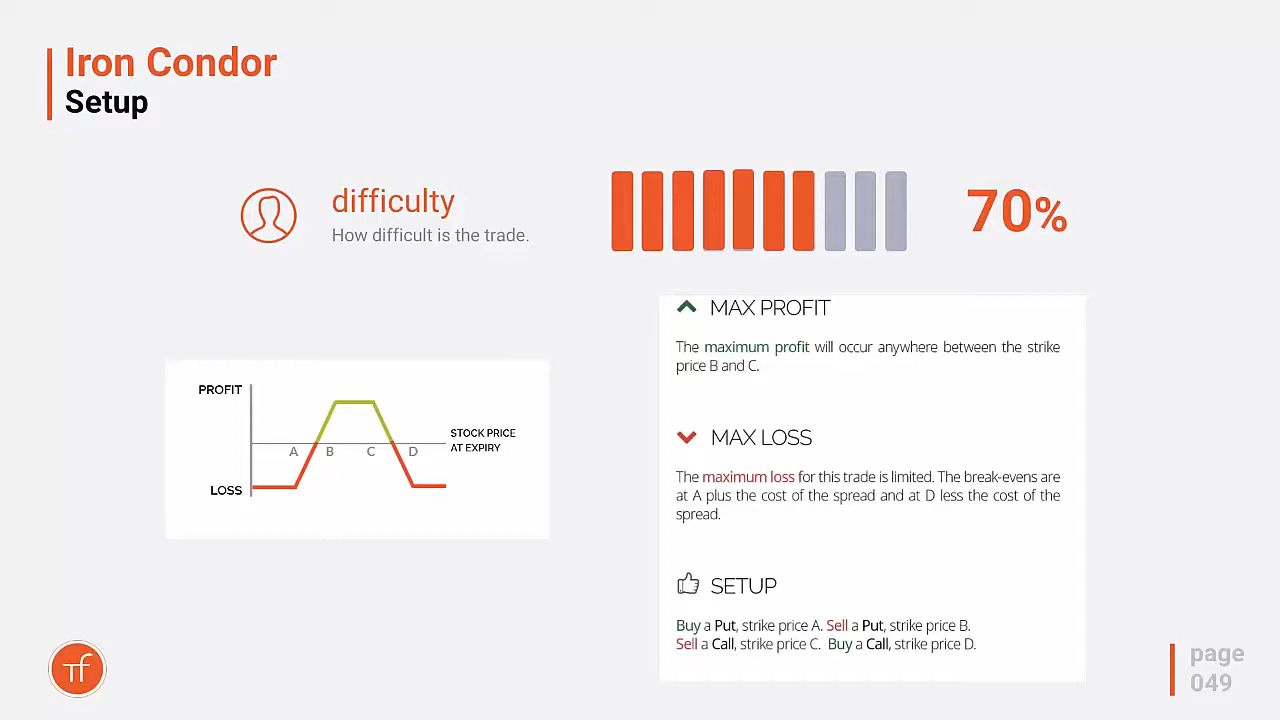 Iron Condor
Setup
difficulty
How difficult is the trade.
70%
PROFIT
A B C D
STOCK PRICE
AT EXPIRY
LOSS
MAX PROFIT
The maximum profit will occur anywhere between the strike
price B and C.
MAX LOSS
The maximum loss for this trade is limited. The break-evens are
at A plus the cost of the spread and at D less the cost of the
spread.
SETUP
Buy a Put, strike price A. Sell a Put, strike price B.
Sell a Call, strike price C. Buy a Call, strike price D.
Tf
page
049